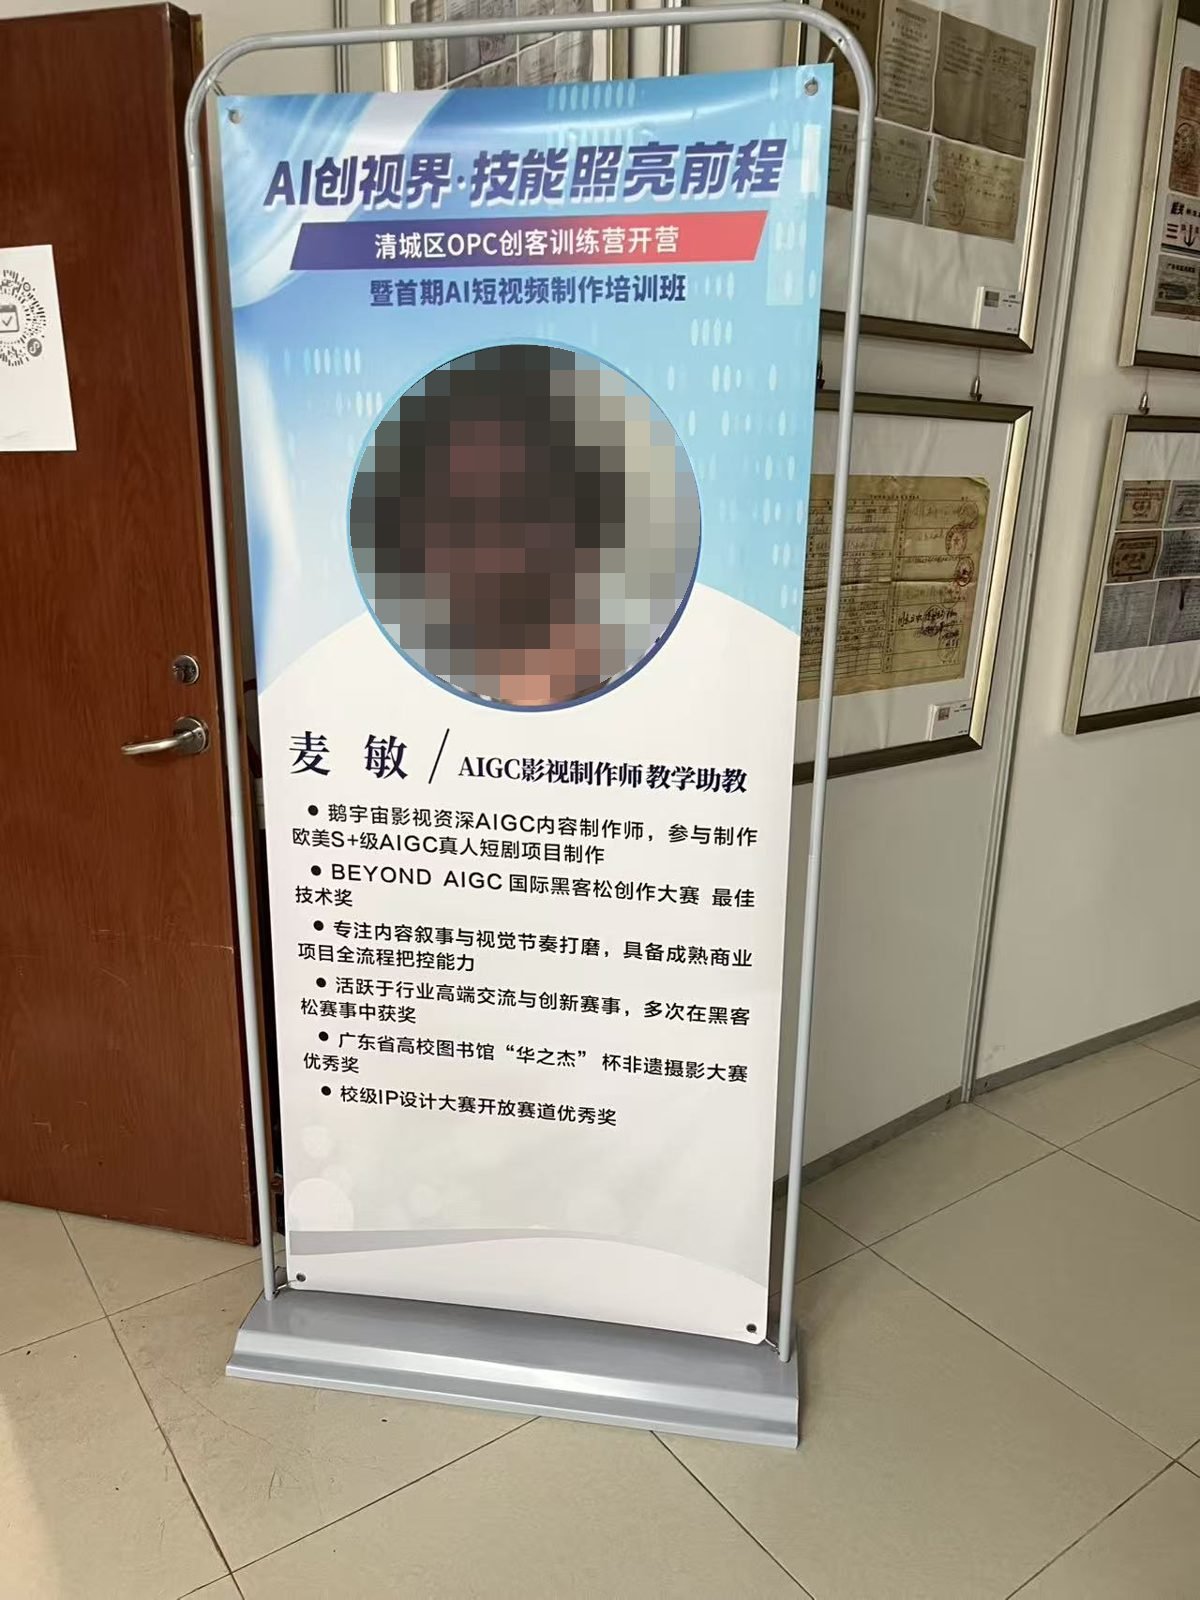 AI创视界·技能照亮前程
清城区OPC创客训练营开营
暨首期AI短视频制作培训班
麦 敏 / AIGC影视制作师 教学助教
● 鹅宇宙影视资深AIGC内容制作师，参与制作
欧美S+级AIGC真人短剧项目制作
● BEYOND AIGC 国际黑客松创作大赛 最佳
技术奖
● 专注内容叙事与视觉节奏打磨，具备成熟商业
项目全流程把控能力
● 活跃于行业高端交流与创新赛事，多次在黑客
松赛事中获奖
● 广东省高校图书馆“华之杰” 杯非遗摄影大赛
优秀奖
● 校级IP设计大赛开放赛道优秀奖